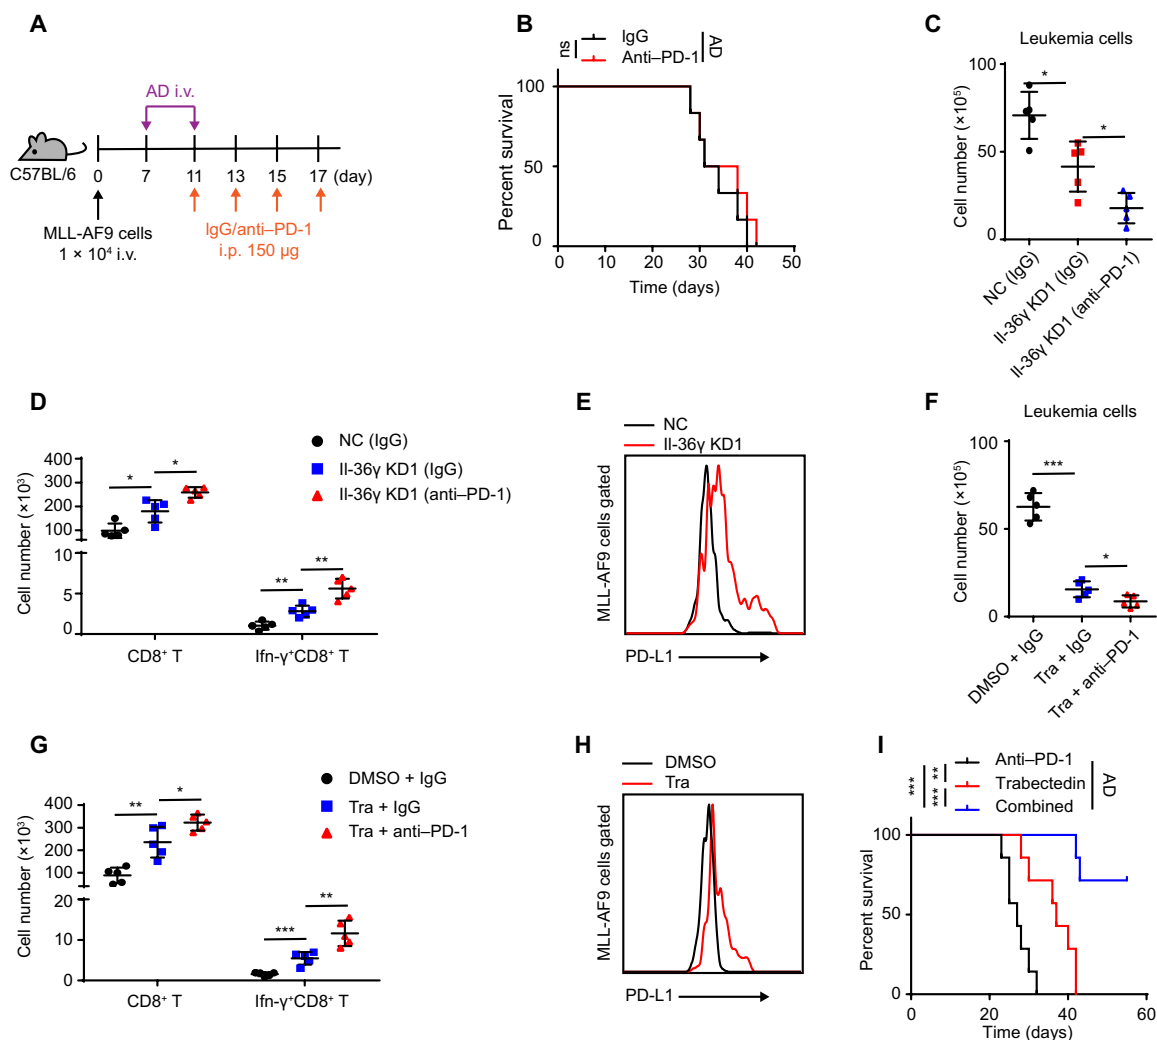 A
AD i.v.
C57BL/6
0 7 11 13 15 17 (day)
MLL-AF9 cells
1 × 10⁴ i.v.
IgG/anti–PD-1
i.p. 150 µg
B
ns
IgG
Anti–PD-1
AD
Percent survival
100
50
0
0 10 20 30 40 50
Time (days)
C
Leukemia cells
Cell number (×10⁵)
100
50
0
*
*
NC (IgG)
Il-36γ KD1 (IgG)
Il-36γ KD1 (anti–PD-1)
D
NC (IgG)
Il-36γ KD1 (IgG)
Il-36γ KD1 (anti–PD-1)
Cell number (×10³)
400
300
200
100
10
5
0
*
*
**
**
CD8⁺ T
Ifn-γ⁺CD8⁺ T
E
NC
Il-36γ KD1
MLL-AF9 cells gated
PD-L1
F
Leukemia cells
Cell number (×10⁵)
100
50
0
***
*
DMSO + IgG
Tra + IgG
Tra + anti–PD-1
G
DMSO + IgG
Tra + IgG
Tra + anti–PD-1
Cell number (×10³)
400
300
200
100
20
10
0
**
*
***
**
CD8⁺ T
Ifn-γ⁺CD8⁺ T
H
DMSO
Tra
MLL-AF9 cells gated
PD-L1
I
***
**
***
Anti–PD-1
Trabectedin
Combined
AD
Percent survival
100
50
0
0 20 40 60
Time (days)